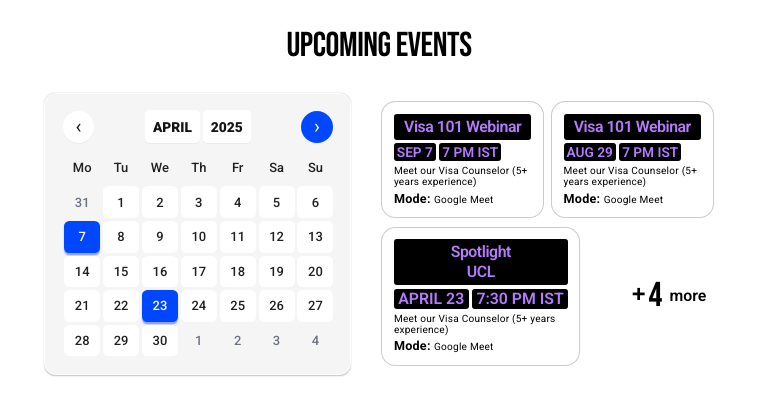 UPCOMING EVENTS
‹ APRIL 2025 ›
Mo Tu We Th Fr Sa Su
31 1 2 3 4 5 6
7 8 9 10 11 12 13
14 15 16 17 18 19 20
21 22 23 24 25 26 27
28 29 30 1 2 3 4
Visa 101 Webinar
SEP 7 7 PM IST
Meet our Visa Counselor (5+
years experience)
Mode: Google Meet
Visa 101 Webinar
AUG 29 7 PM IST
Meet our Visa Counselor (5+
years experience)
Mode: Google Meet
Spotlight
UCL
APRIL 23 7:30 PM IST
Meet our Visa Counselor (5+ years
experience)
Mode: Google Meet
+4 more